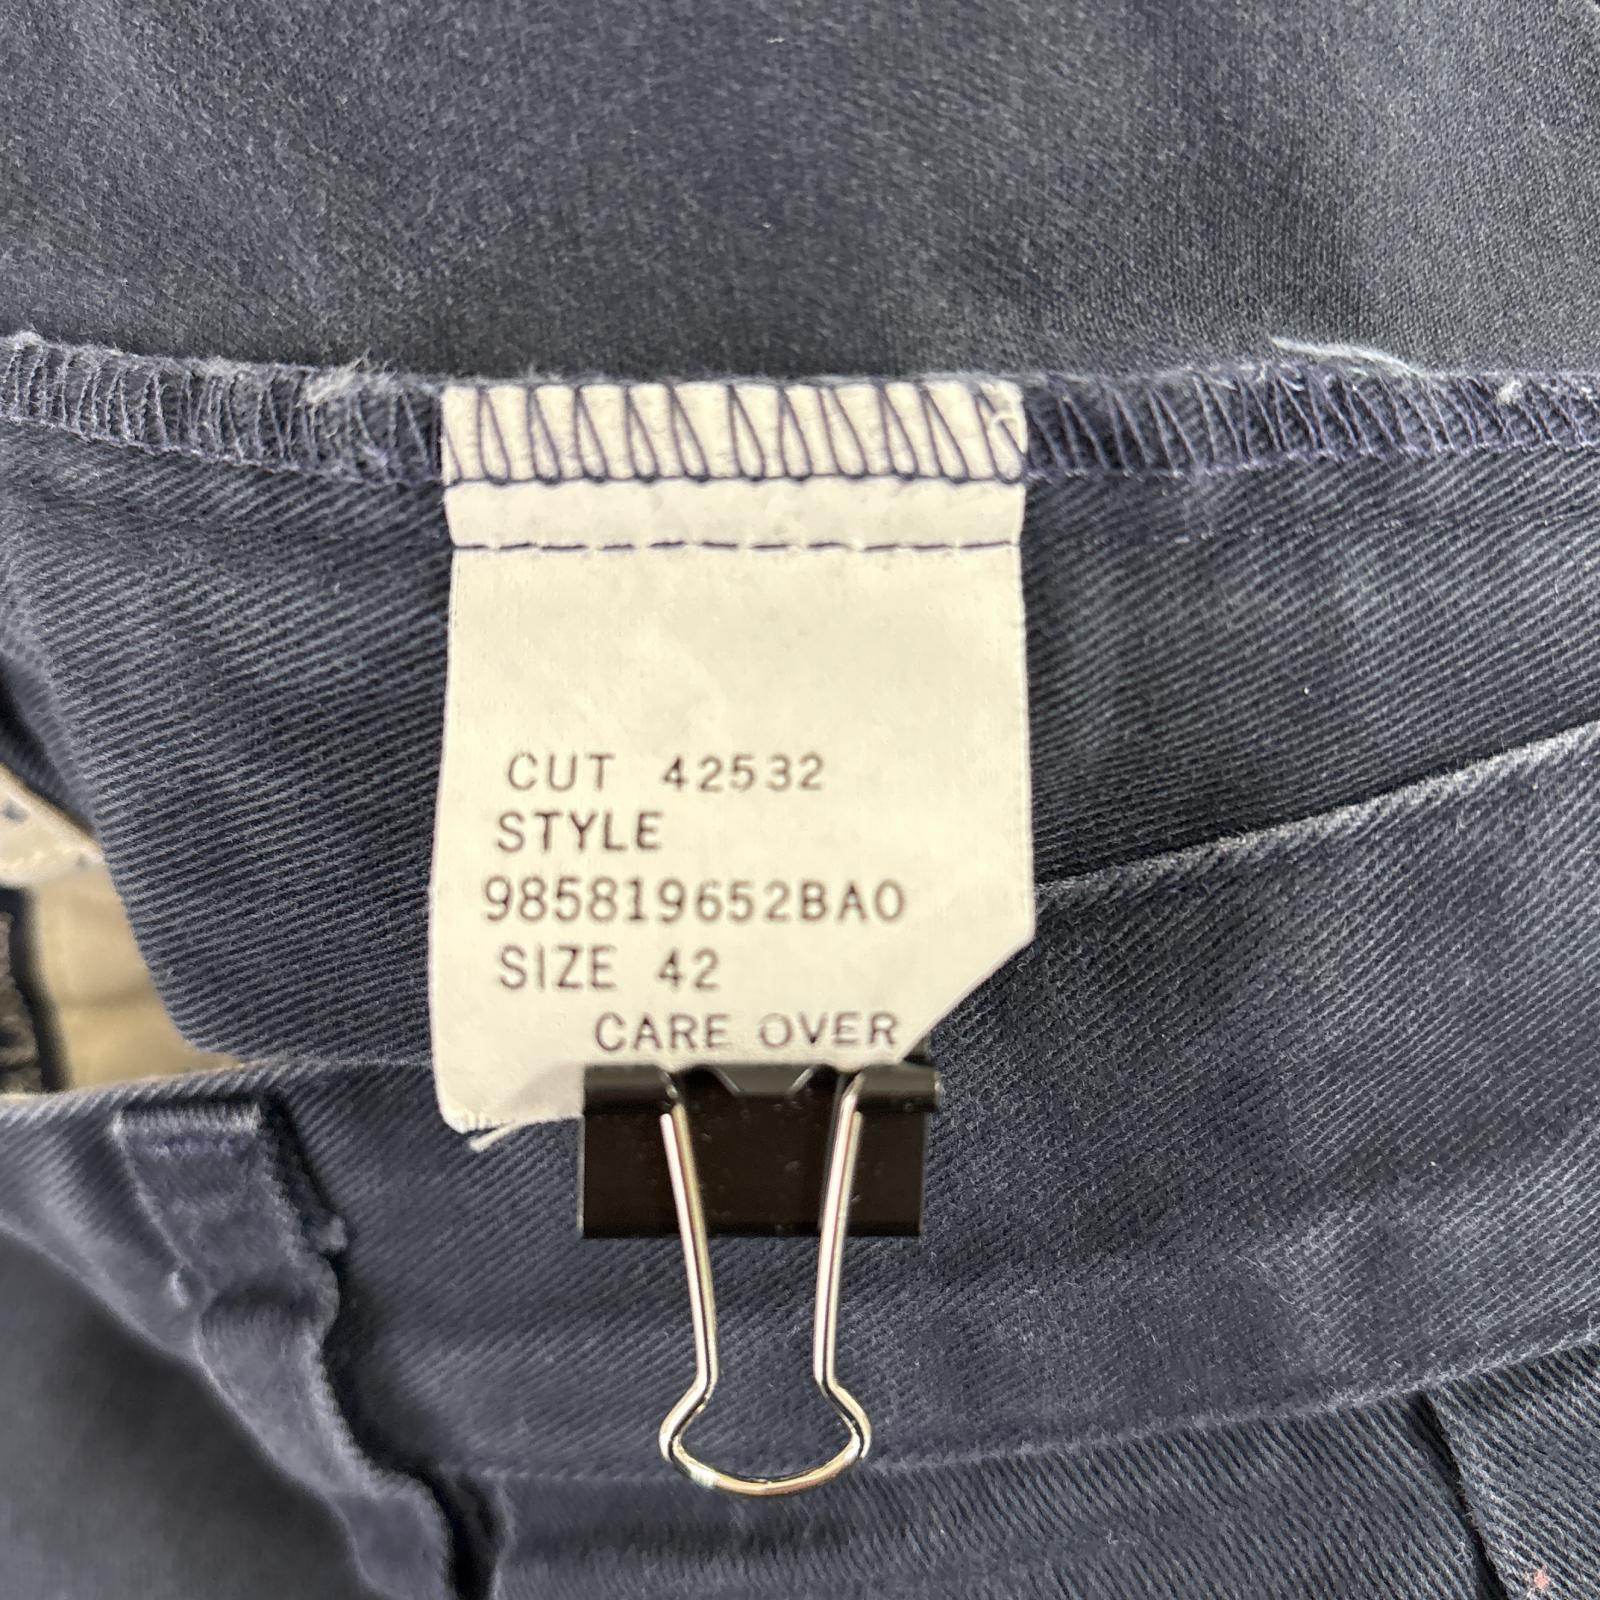 CUT 42532
STYLE
985819652BA0
SIZE 42
CARE OVER